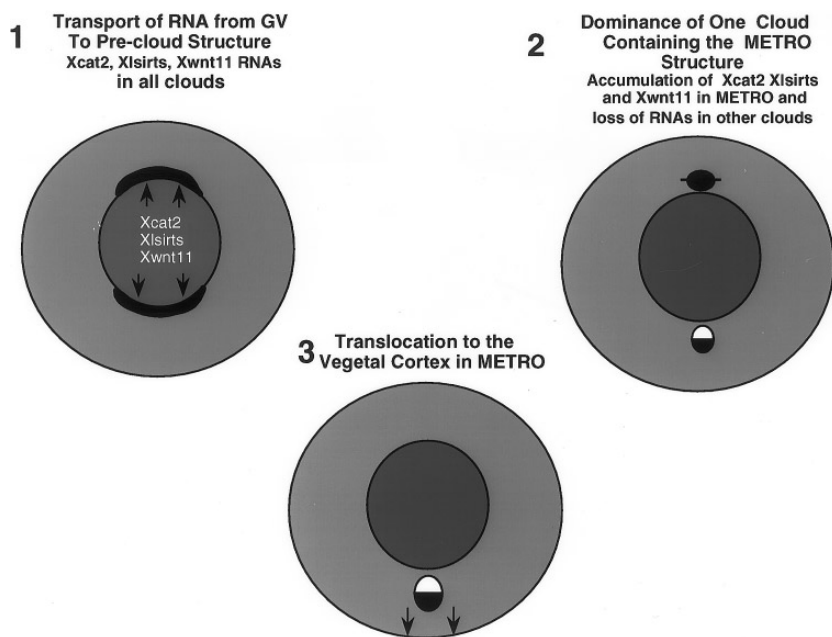 1
Transport of RNA from GV
To Pre-cloud Structure
Xcat2, Xlsirts, Xwnt11 RNAs
in all clouds
Xcat2
Xlsirts
Xwnt11
2
Dominance of One Cloud
Containing the METRO
Structure
Accumulation of Xcat2 Xlsirts
and Xwnt11 in METRO and
loss of RNAs in other clouds
3
Translocation to the
Vegetal Cortex in METRO